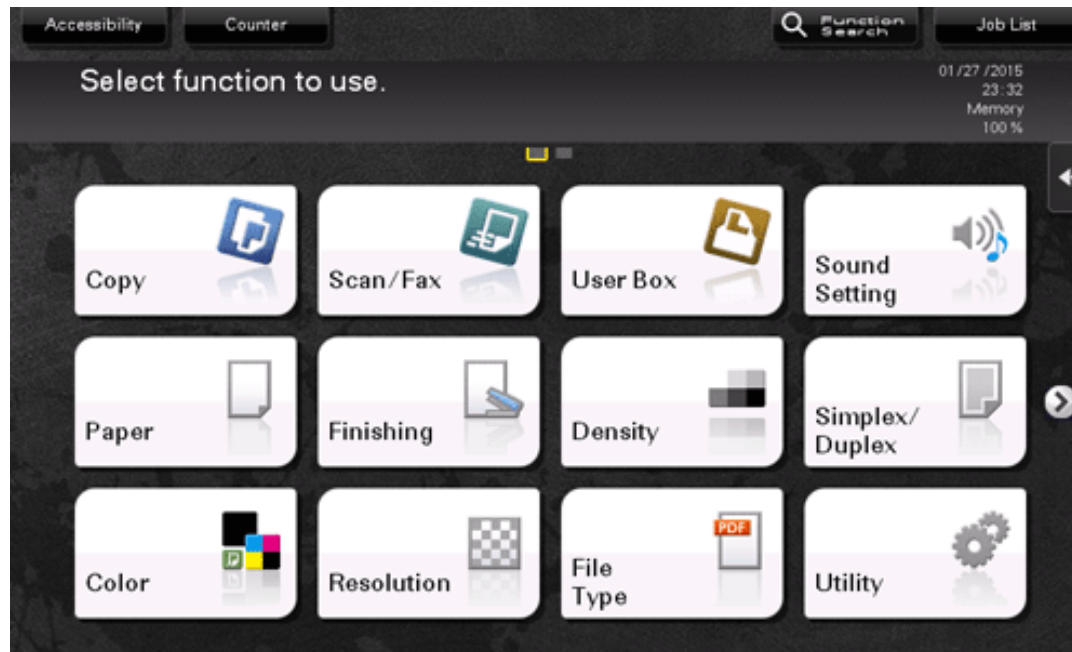 Accessibility
Counter
Function
Search
Job List
Select function to use.
01/27/2015
23:32
Memory
100 %
Copy
Scan/Fax
User Box
Sound
Setting
Paper
Finishing
Density
Simplex/
Duplex
Color
Resolution
PDF
File
Type
Utility